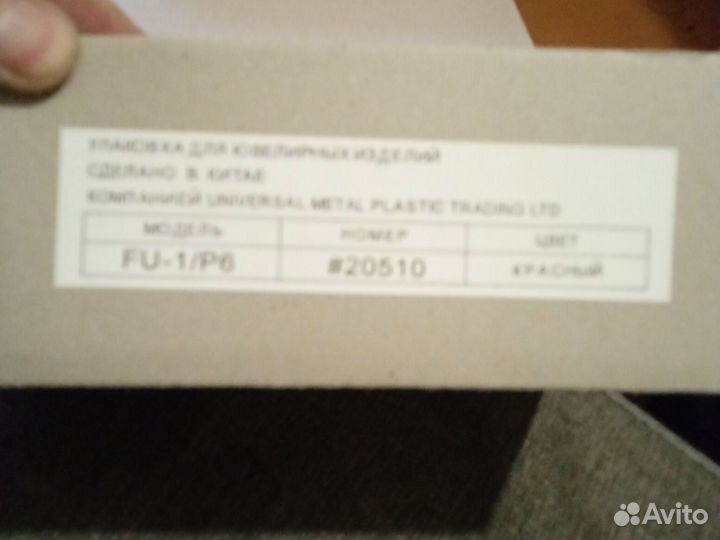 УПАКОВКА ДЛЯ ЮВЕЛИРНЫХ ИЗДЕЛИЙ
СДЕЛАНО В КИТАЕ
КОМПАНИЕЙ UNIVERSAL METAL PLASTIC TRADING LTD
МОДЕЛЬ НОМЕР ЦВЕТ
FU-1/P6 #20510 КРАСНЫЙ
Avito